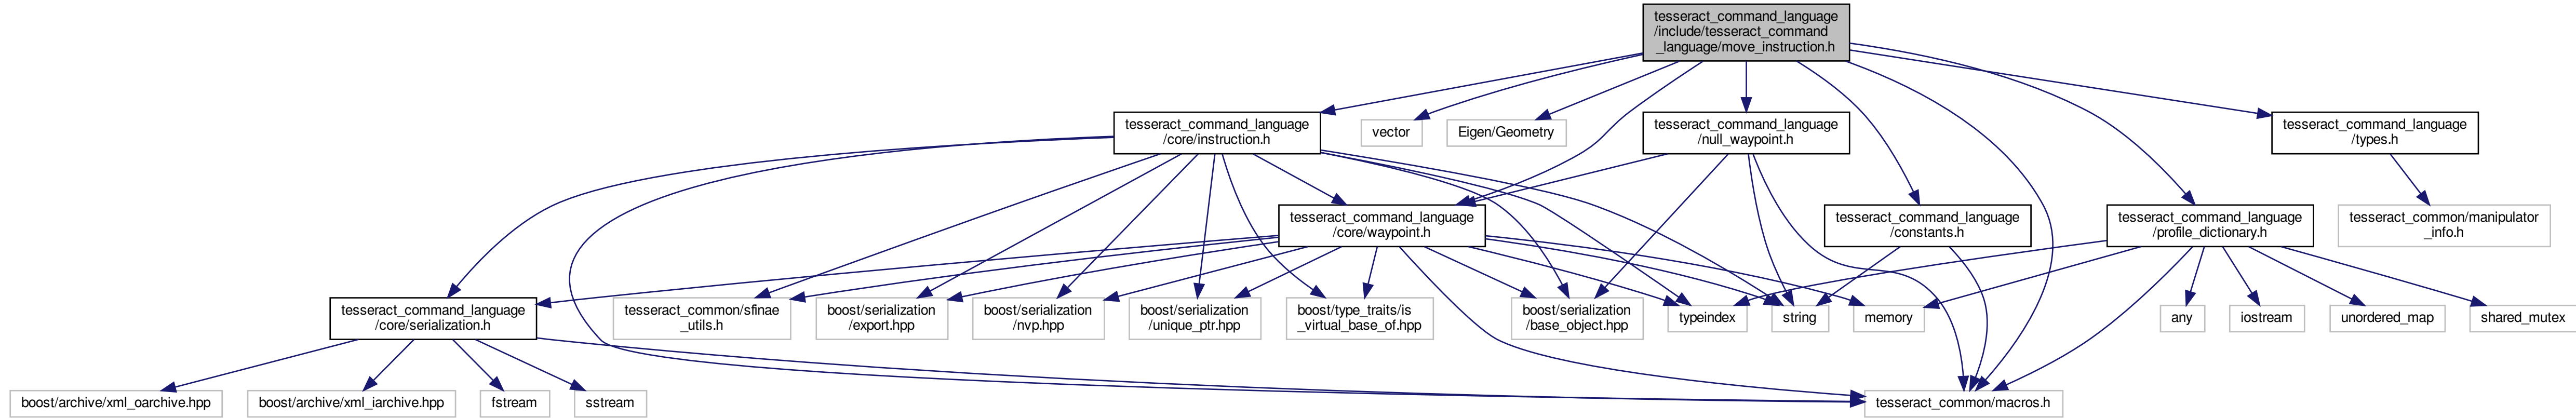 tesseract_command_language
/include/tesseract_command
_language/move_instruction.h
tesseract_command_language
/core/instruction.h
vector
Eigen/Geometry
tesseract_command_language
/null_waypoint.h
tesseract_command_language
/types.h
tesseract_command_language
/core/waypoint.h
tesseract_command_language
/constants.h
tesseract_command_language
/profile_dictionary.h
tesseract_common/manipulator
_info.h
tesseract_command_language
/core/serialization.h
tesseract_common/sfinae
_utils.h
boost/serialization
/export.hpp
boost/serialization
/nvp.hpp
boost/serialization
/unique_ptr.hpp
boost/type_traits/is
_virtual_base_of.hpp
boost/serialization
/base_object.hpp
typeindex
string
memory
any
iostream
unordered_map
shared_mutex
boost/archive/xml_oarchive.hpp
boost/archive/xml_iarchive.hpp
fstream
sstream
tesseract_common/macros.h